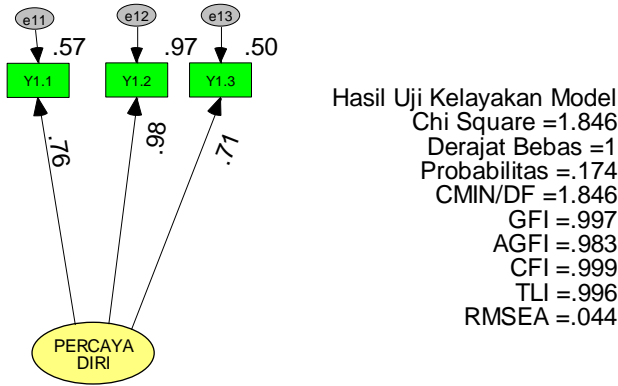 e11
e12
e13
.57
.97
.50
Y1.1
Y1.2
Y1.3
.76
.98
.71
PERCAYA
DIRI
Hasil Uji Kelayakan Model
Chi Square =1.846
Derajat Bebas =1
Probabilitas =.174
CMIN/DF =1.846
GFI =.997
AGFI =.983
CFI =.999
TLI =.996
RMSEA =.044